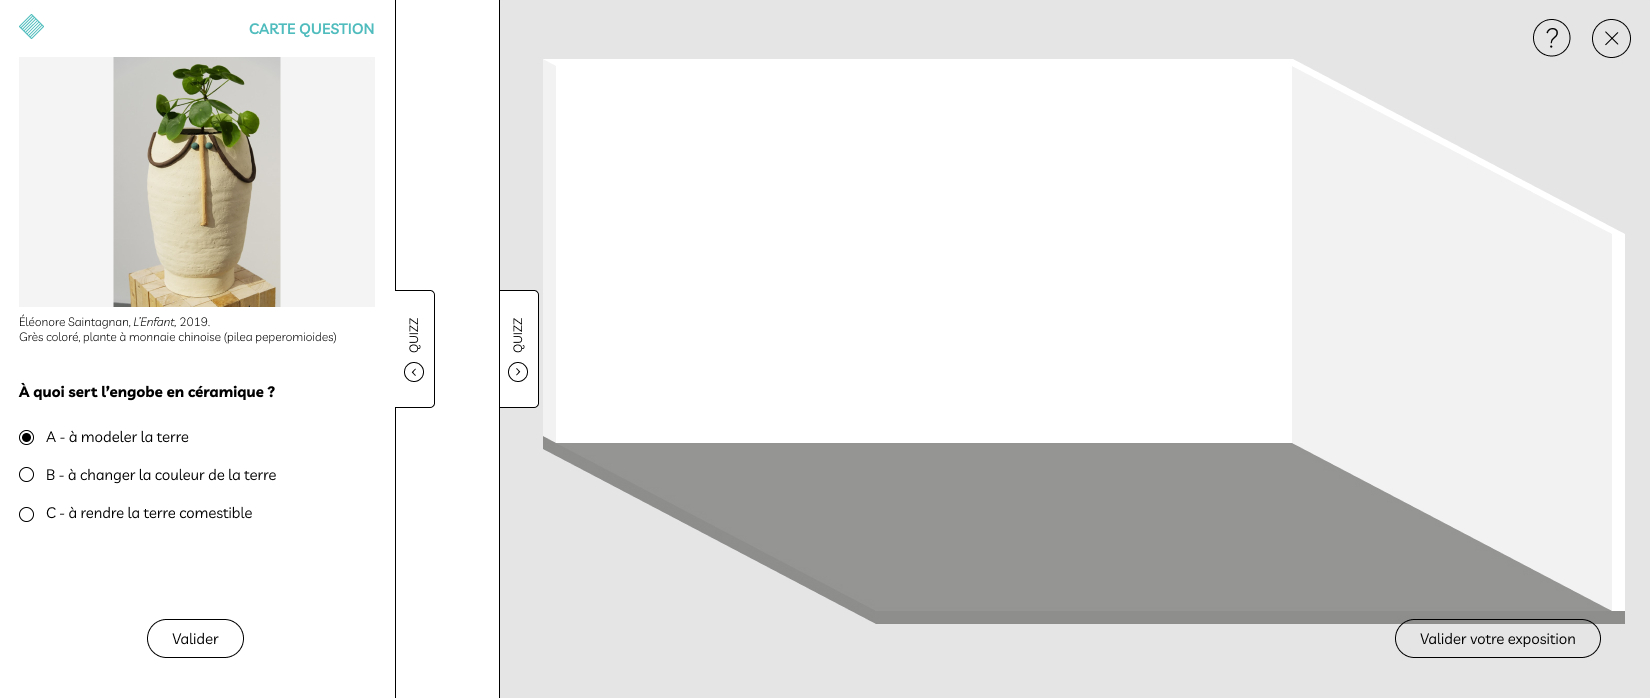 CARTE QUESTION
Éléonore Saintagnan, L’Enfant, 2019.
Grès coloré, plante à monnaie chinoise (pilea peperomioides)
À quoi sert l’engobe en céramique ?
A - à modeler la terre
B - à changer la couleur de la terre
C - à rendre la terre comestible
Valider
QUIZZ
QUIZZ
?
Valider votre exposition